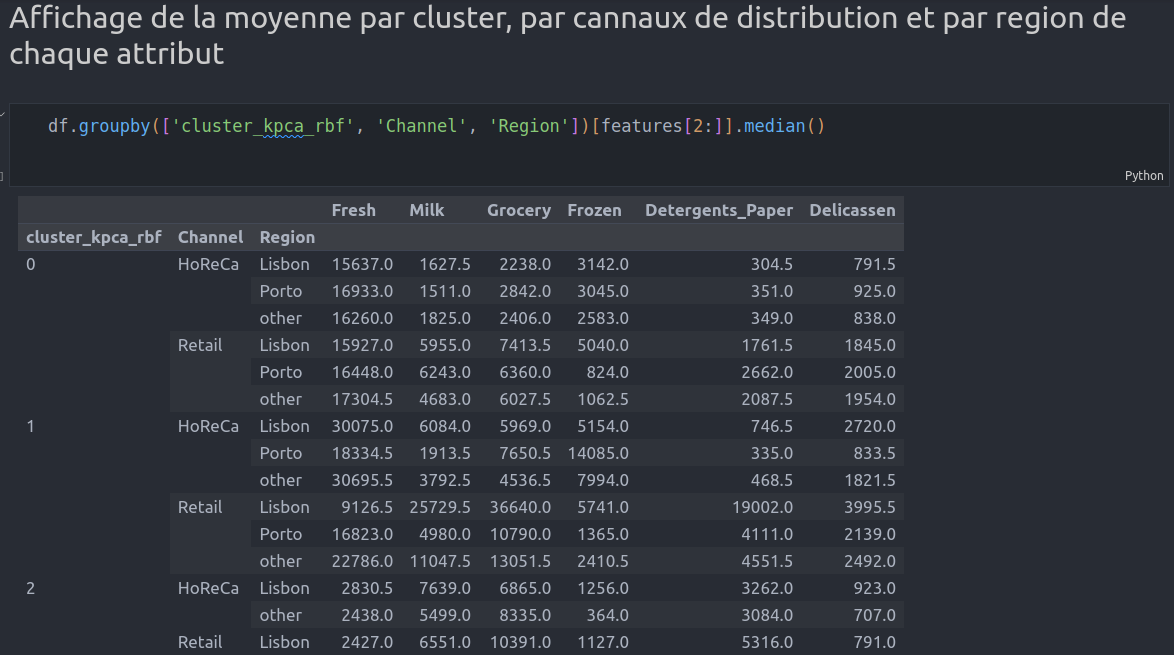 Affichage de la moyenne par cluster, par cannaux de distribution et par region de
chaque attribut
df.groupby(['cluster_kpca_rbf', 'Channel', 'Region'])[features[2:]].median()
Python
Fresh Milk Grocery Frozen Detergents_Paper Delicassen
cluster_kpca_rbf Channel Region
0 HoReCa Lisbon 15637.0 1627.5 2238.0 3142.0 304.5 791.5
Porto 16933.0 1511.0 2842.0 3045.0 351.0 925.0
other 16260.0 1825.0 2406.0 2583.0 349.0 838.0
Retail Lisbon 15927.0 5955.0 7413.5 5040.0 1761.5 1845.0
Porto 16448.0 6243.0 6360.0 824.0 2662.0 2005.0
other 17304.5 4683.0 6027.5 1062.5 2087.5 1954.0
1 HoReCa Lisbon 30075.0 6084.0 5969.0 5154.0 746.5 2720.0
Porto 18334.5 1913.5 7650.5 14085.0 335.0 833.5
other 30695.5 3792.5 4536.5 7994.0 468.5 1821.5
Retail Lisbon 9126.5 25729.5 36640.0 5741.0 19002.0 3995.5
Porto 16823.0 4980.0 10790.0 1365.0 4111.0 2139.0
other 22786.0 11047.5 13051.5 2410.5 4551.5 2492.0
2 HoReCa Lisbon 2830.5 7639.0 6865.0 1256.0 3262.0 923.0
other 2438.0 5499.0 8335.0 364.0 3084.0 707.0
Retail Lisbon 2427.0 6551.0 10391.0 1127.0 5316.0 791.0